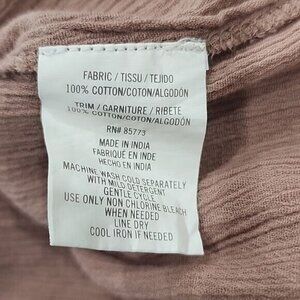 FABRIC / TISSU / TEJIDO
100% COTTON/COTON/ALGODÓN
TRIM / GARNITURE / RIBETE
100% COTTON/COTON/ALGODÓN
RN# 85773
MADE IN INDIA
FABRIQUÉ EN INDE
HECHO EN INDIA
MACHINE WASH COLD SEPARATELY
WITH MILD DETERGENT
GENTLE CYCLE
USE ONLY NON CHLORINE BLEACH
WHEN NEEDED
LINE DRY
COOL IRON IF NEEDED